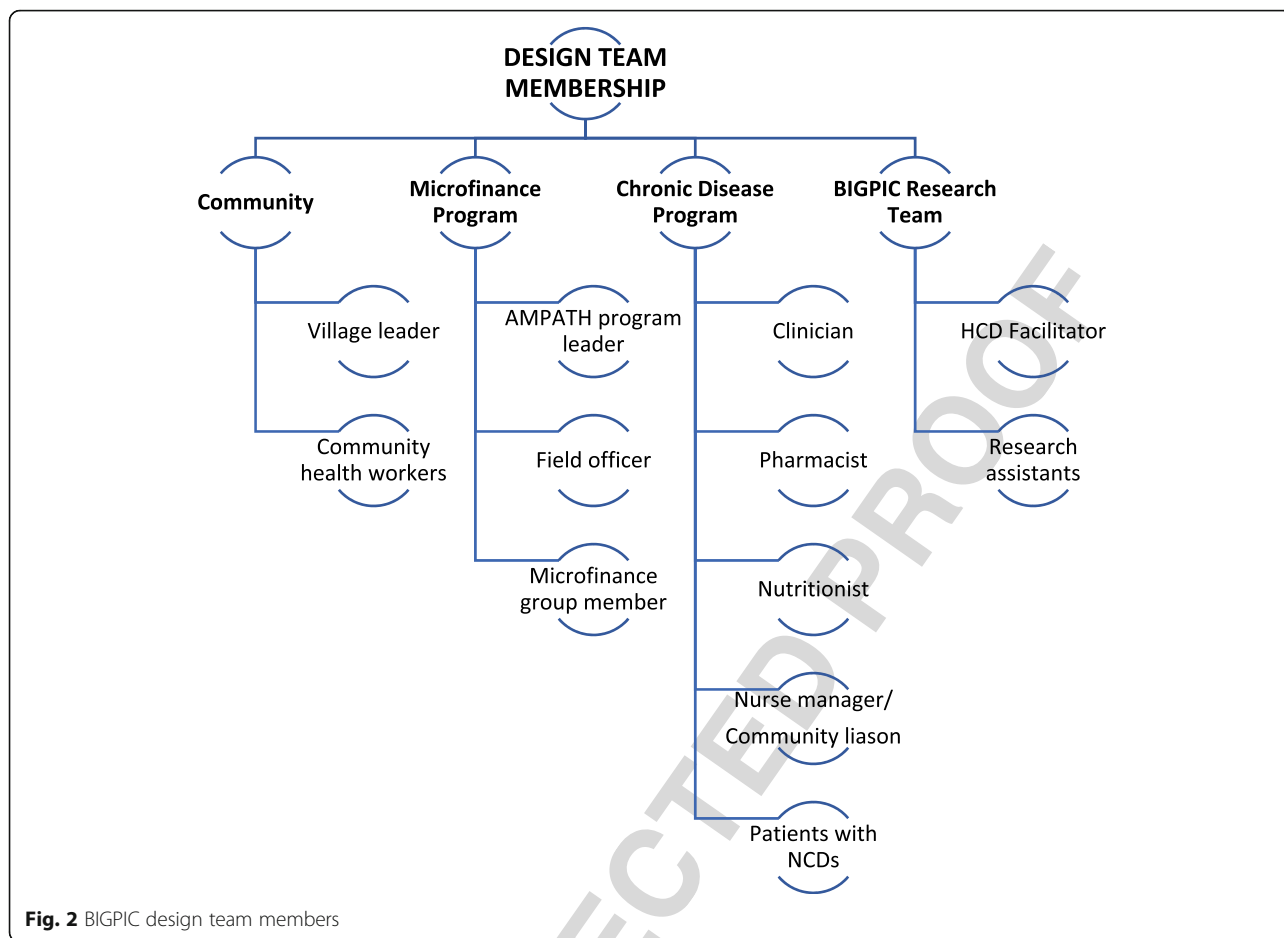 DESIGN TEAM
MEMBERSHIP
Community
Microfinance
Program
Chronic Disease
Program
BIGPIC Research
Team
Village leader
Community
health workers
AMPATH program
leader
Field officer
Microfinance
group member
Clinician
Pharmacist
Nutritionist
Nurse manager/
Community liason
Patients with
NCDs
HCD Facilitator
Research
assistants
ECTED PROOF
Fig. 2 BIGPIC design team members